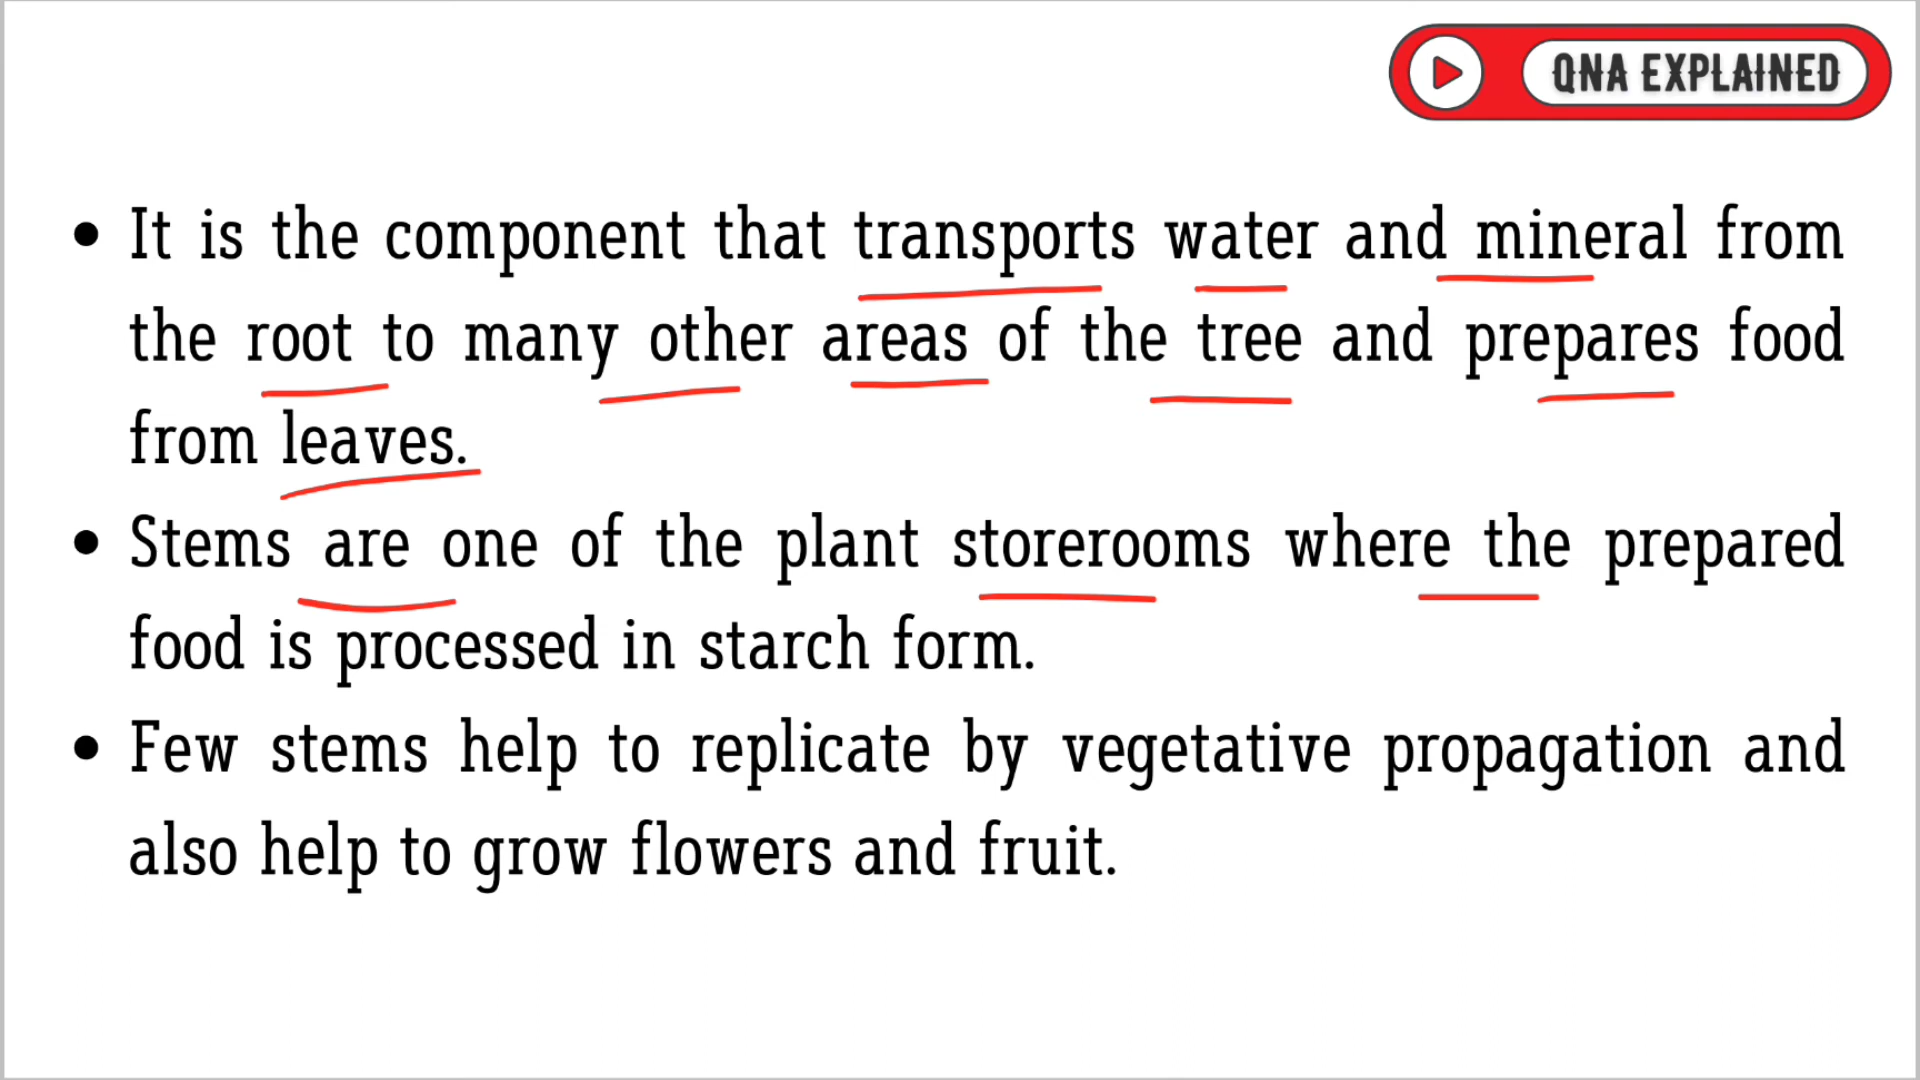 QNA EXPLAINED
• It is the component that transports water and mineral from
the root to many other areas of the tree and prepares food
from leaves.
• Stems are one of the plant storerooms where the prepared
food is processed in starch form.
• Few stems help to replicate by vegetative propagation and
also help to grow flowers and fruit.